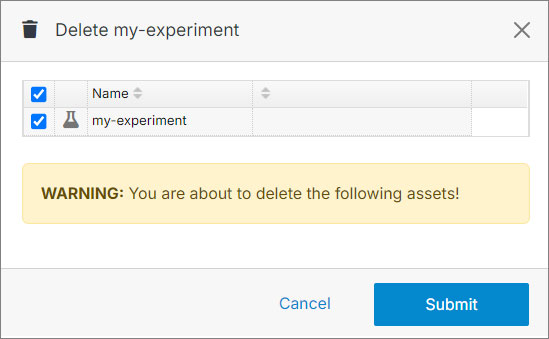 Delete my-experiment
Name
my-experiment
WARNING: You are about to delete the following assets!
Cancel
Submit